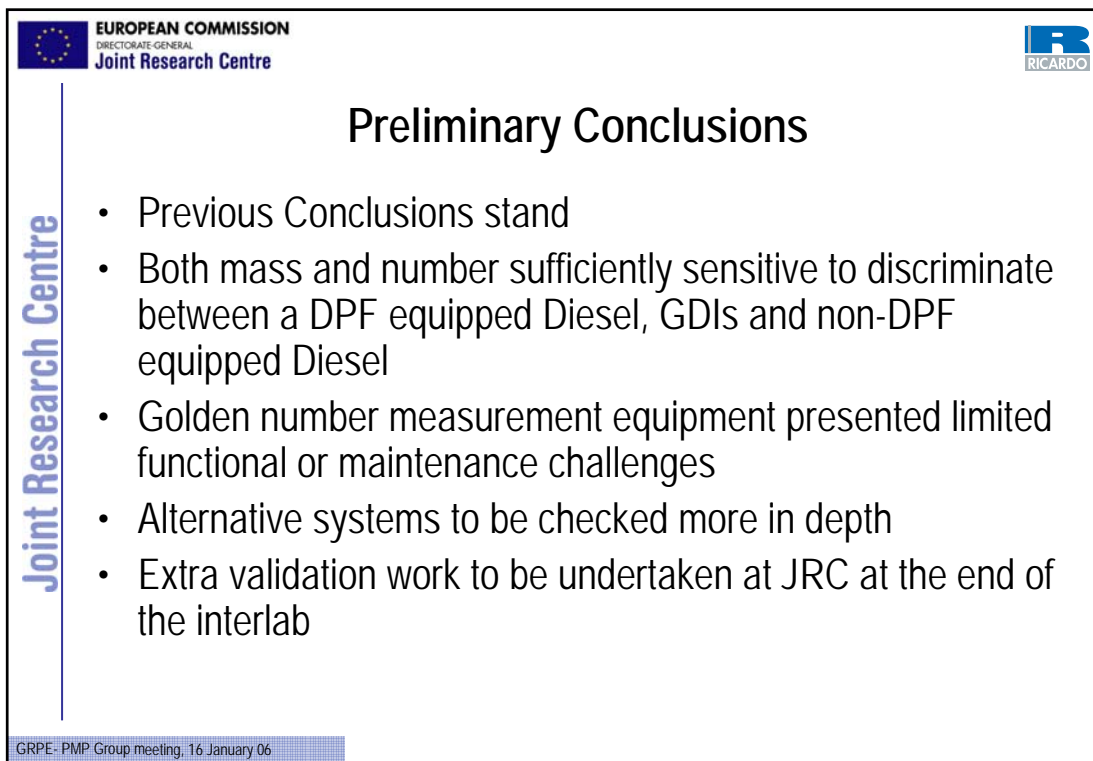 EUROPEAN COMMISSION
DIRECTORATE-GENERAL
Joint Research Centre
RICARDO
Preliminary Conclusions
Joint Research Centre
• Previous Conclusions stand
• Both mass and number sufficiently sensitive to discriminate
between a DPF equipped Diesel, GDIs and non-DPF
equipped Diesel
• Golden number measurement equipment presented limited
functional or maintenance challenges
• Alternative systems to be checked more in depth
• Extra validation work to be undertaken at JRC at the end of
the interlab
GRPE- PMP Group meeting, 16 January 06